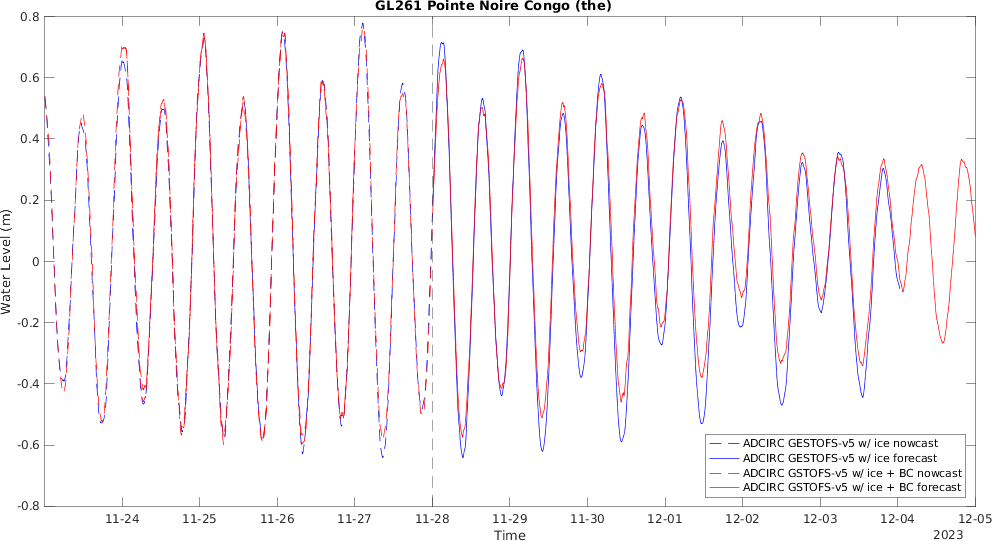 GL261 Pointe Noire Congo (the)
0.8
0.6
0.4
0.2
0
-0.2
-0.4
-0.6
-0.8
Water Level (m)
11-24 11-25 11-26 11-27 11-28 11-29 11-30 12-01 12-02 12-03 12-04 12-05
Time
2023
ADCIRC GESTOFS-v5 w/ ice nowcast
ADCIRC GESTOFS-v5 w/ ice forecast
ADCIRC GSTOFS-v5 w/ ice + BC nowcast
ADCIRC GSTOFS-v5 w/ ice + BC forecast